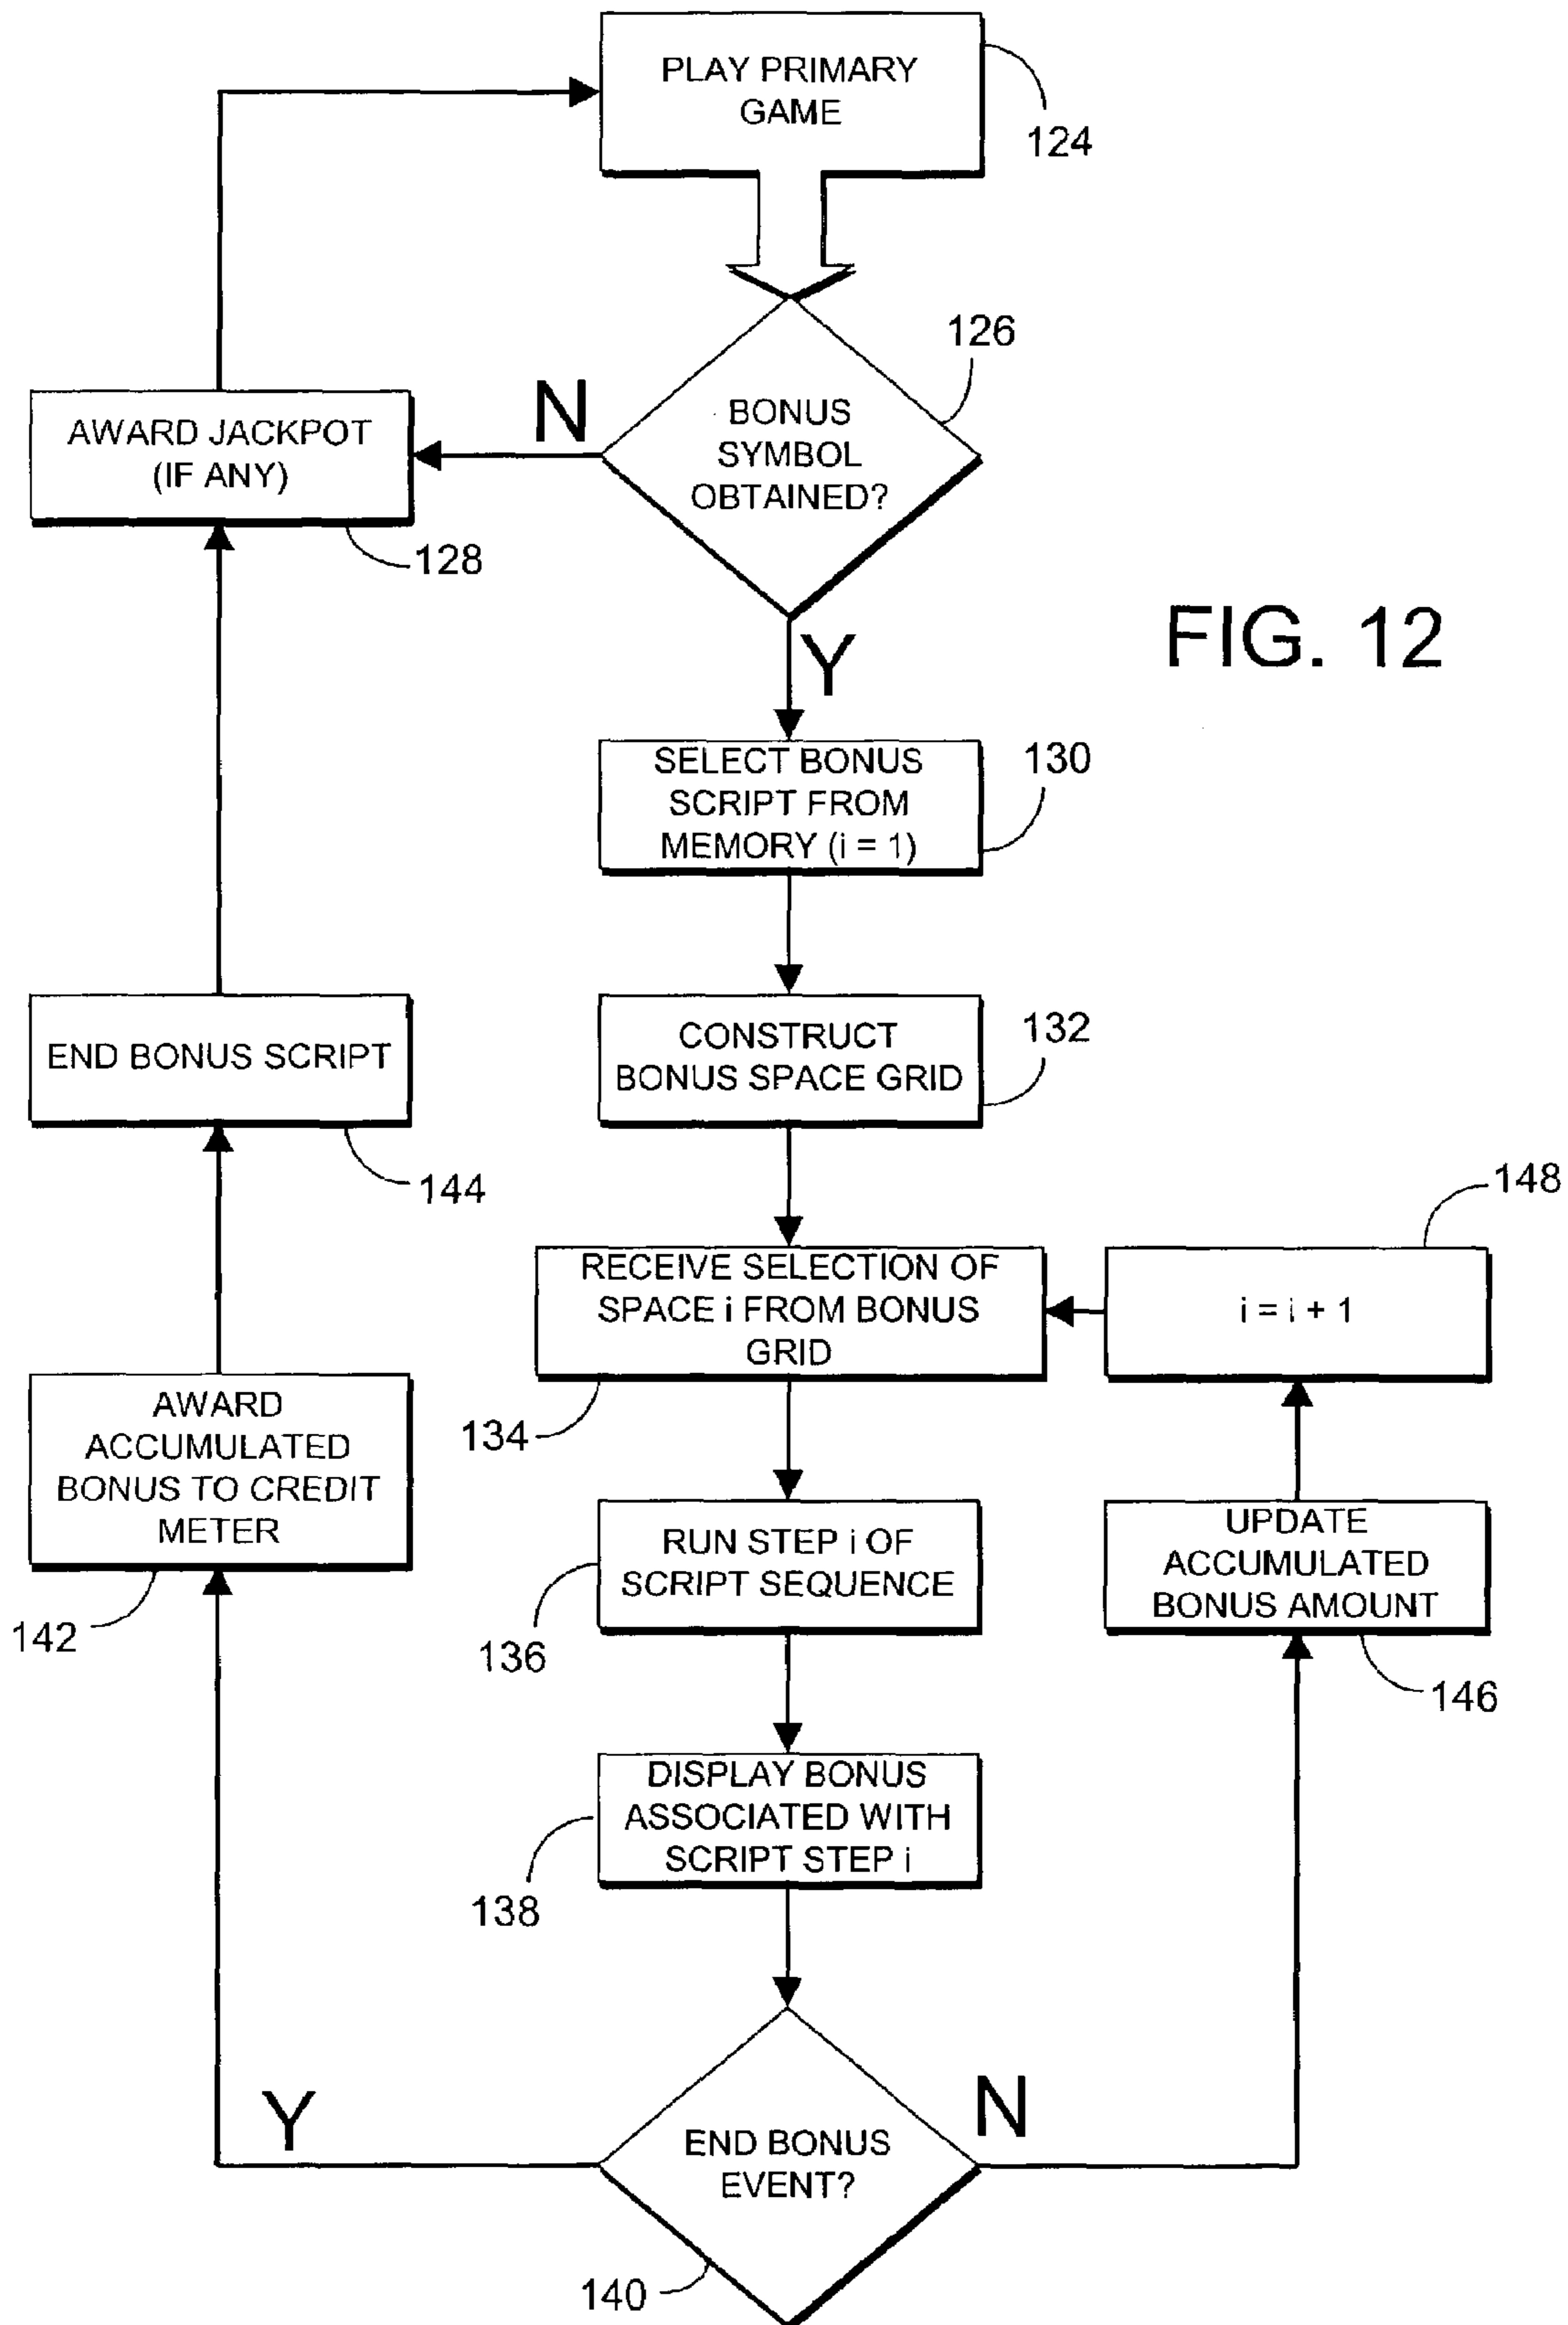 PLAY PRIMARY
GAME
124
126
BONUS
SYMBOL
OBTAINED?
N
AWARD JACKPOT
(IF ANY)
128
FIG. 12
Y
SELECT BONUS
SCRIPT FROM
MEMORY (i = 1)
130
CONSTRUCT
BONUS SPACE GRID
132
END BONUS SCRIPT
144
148
RECEIVE SELECTION OF
SPACE i FROM BONUS
GRID
134
i = i + 1
AWARD
ACCUMULATED
BONUS TO CREDIT
METER
142
RUN STEP i OF
SCRIPT SEQUENCE
136
UPDATE
ACCUMULATED
BONUS AMOUNT
146
DISPLAY BONUS
ASSOCIATED WITH
SCRIPT STEP i
138
Y
N
END BONUS
EVENT?
140